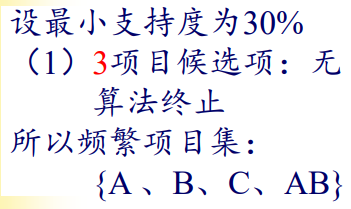 设最小支持度为30%
（1）3项目候选项：无
算法终止
所以频繁项目集：
{A 、B、C、AB}